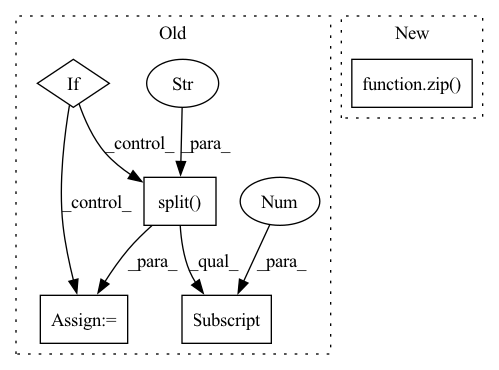 Old
New
If
Str
function.zip()
_control_
_para_
_control_
split()
Num
_para_
_qual_
_para_
Assign:=
Subscript